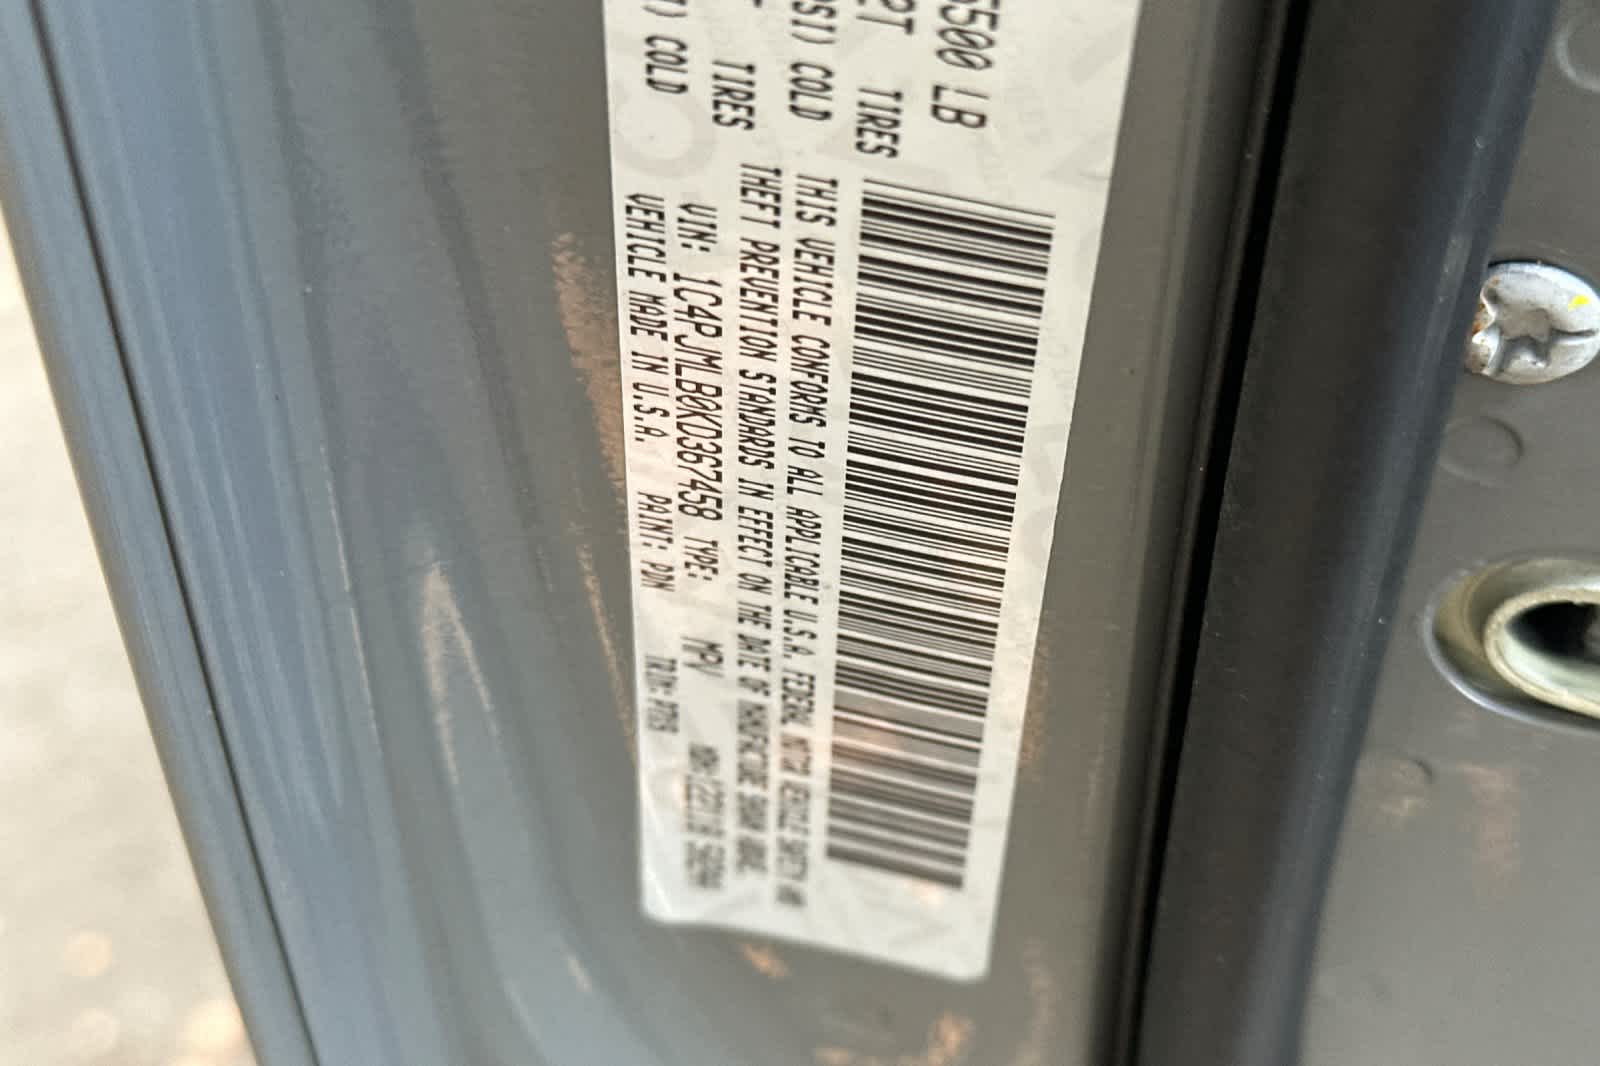 5500 LB
TIRES
PSI) COLD
TIRES
COLD
THIS VEHICLE CONFORMS TO ALL APPLICABLE U.S.A. FEDERAL MOTOR VEHICLE SAFETY AND
THEFT PREVENTION STANDARDS IN EFFECT ON THE DATE OF MANUFACTURE SHOWN ABOVE.
VIN: 1C4PJMLB0KD367458 TYPE: MPV
VEHICLE MADE IN U.S.A. PAINT: PDN TRIM: